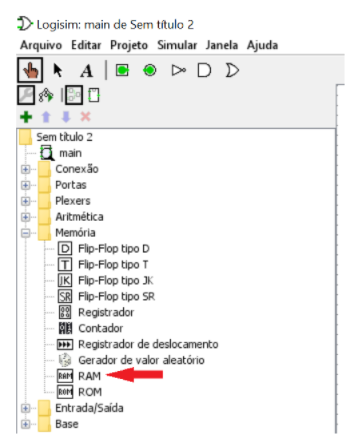 Logisim: main de Sem título 2
Arquivo Editar Projeto Simular Janela Ajuda
A
Sem título 2
main
Conexão
Portas
Plexers
Aritmética
Memória
D Flip-Flop tipo D
T Flip-Flop tipo T
JK Flip-Flop tipo JK
SR Flip-Flop tipo SR
Registrador
Contador
Registrador de deslocamento
Gerador de valor aleatório
RAM RAM
ROM ROM
Entrada/Saída
Base